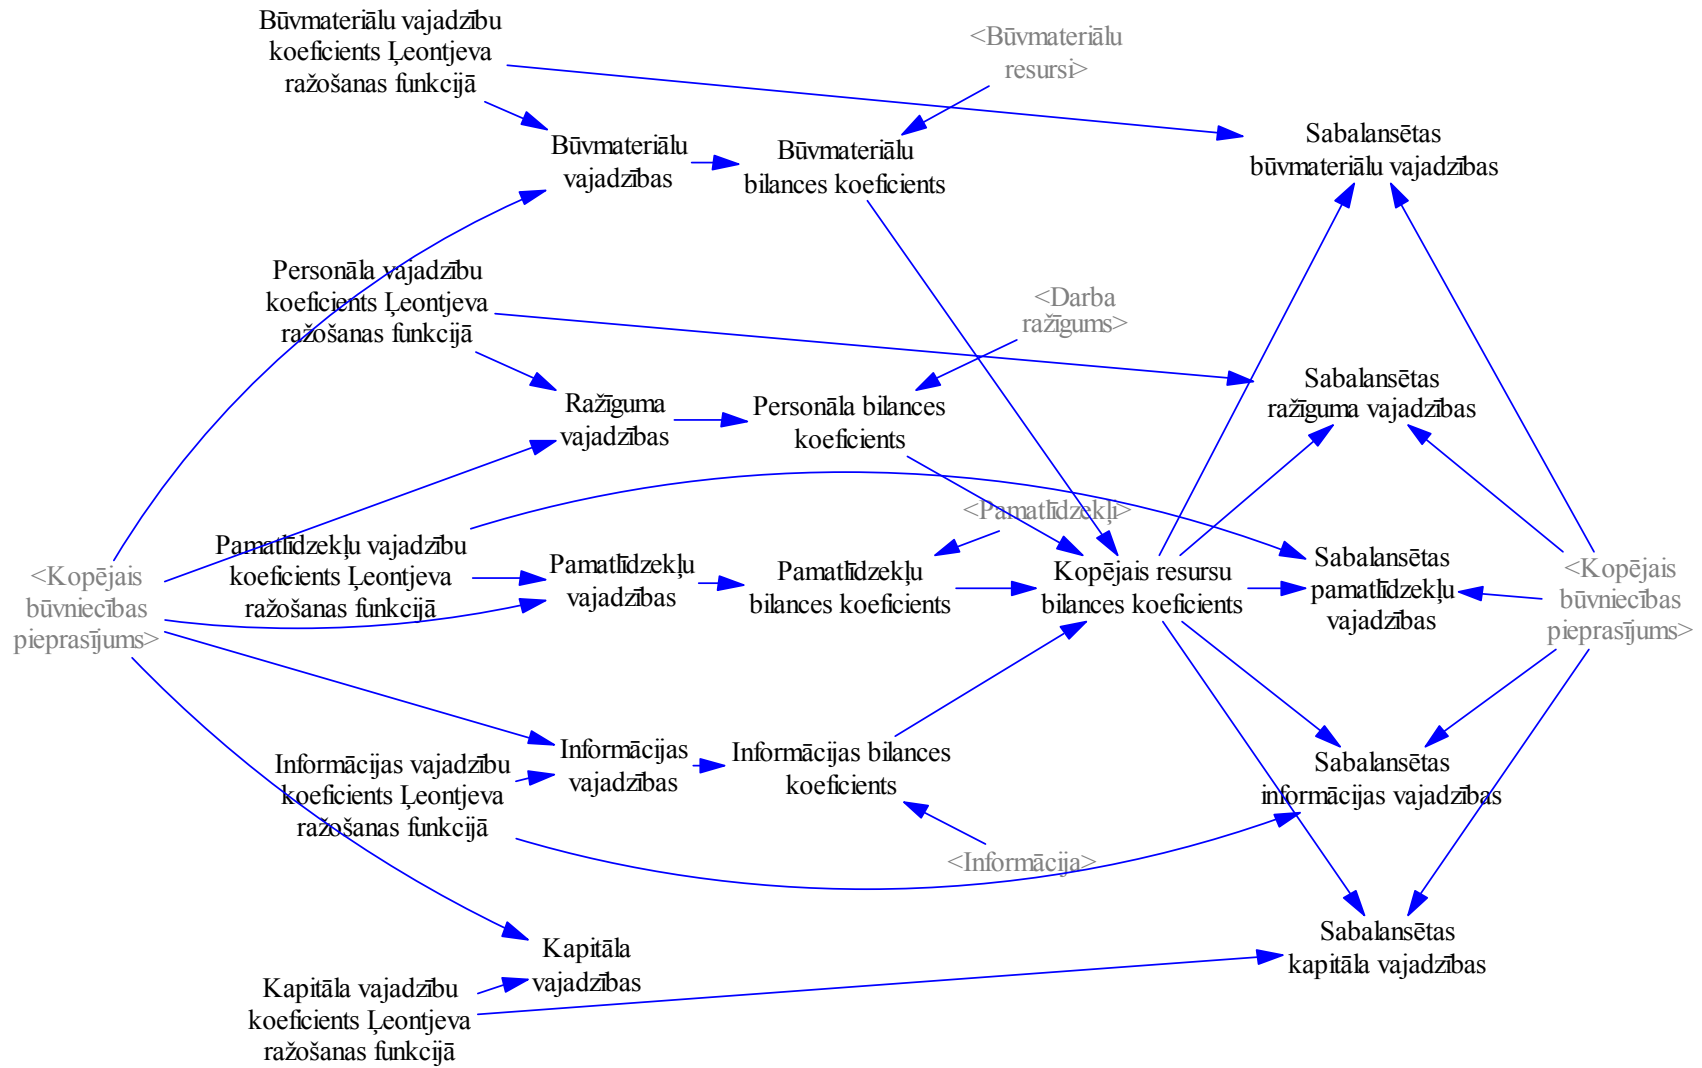 Būvmateriālu vajadzību
koeficients Ļeontjeva
ražošanas funkcijā
<Būvmateriālu
resursi>
Būvmateriālu
vajadzības
Būvmateriālu
bilances koeficients
Sabalansētas
būvmateriālu vajadzības
Personāla vajadzību
koeficients Ļeontjeva
ražošanas funkcijā
<Darba
ražīgums>
Ražīguma
vajadzības
Personāla bilances
koeficients
Sabalansētas
ražīguma vajadzības
<Kopējais
būvniecības
pieprasījums>
Pamatlīdzekļu vajadzību
koeficients Ļeontjeva
ražošanas funkcijā
Pamatlīdzekļu
vajadzības
<Pamatlīdzekļi>
Pamatlīdzekļu
bilances koeficients
Kopējais resursu
bilances koeficients
Sabalansētas
pamatlīdzekļu
vajadzības
<Kopējais
būvniecības
pieprasījums>
Informācijas vajadzību
koeficients Ļeontjeva
ražošanas funkcijā
Informācijas
vajadzības
Informācijas bilances
koeficients
<Informācija>
Sabalansētas
informācijas vajadzības
Kapitāla vajadzību
koeficients Ļeontjeva
ražošanas funkcijā
Kapitāla
vajadzības
Sabalansētas
kapitāla vajadzības